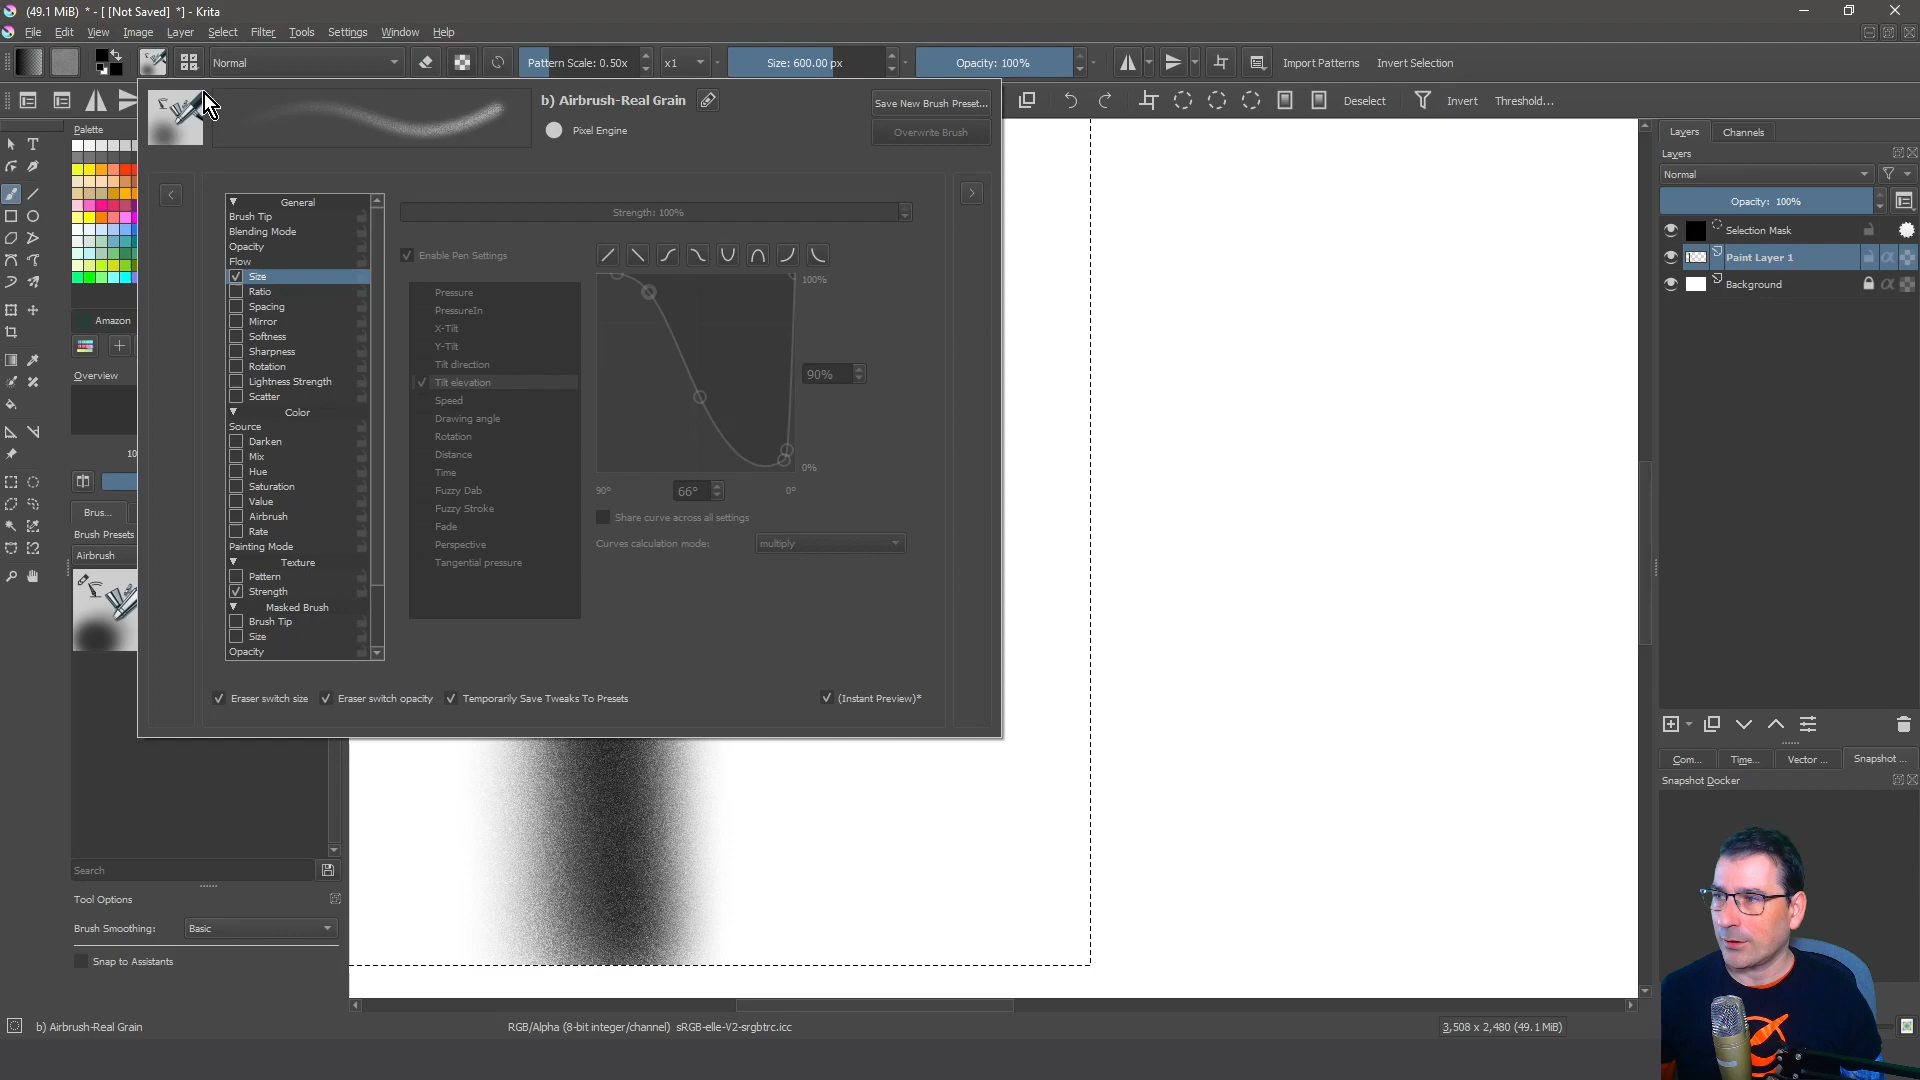 (49.1 MiB) * - [ [Not Saved] *] - Krita
File Edit View Image Layer Select Filter Tools Settings Window Help
Normal Pattern Scale: 0.50x x1 Size: 600.00 px Opacity: 100% Import Patterns Invert Selection
b) Airbrush-Real Grain Save New Brush Preset... Deselect Invert Threshold...
Pixel Engine Overwrite Brush
Palette
Amazon
Overview
Brus...
Brush Presets
Airbrush
Search
Tool Options
Brush Smoothing: Basic
Snap to Assistants
General
Brush Tip
Blending Mode
Opacity
Flow
Size
Ratio
Spacing
Mirror
Softness
Sharpness
Rotation
Lightness Strength
Scatter
Color
Source
Darken
Mix
Hue
Saturation
Value
Airbrush
Rate
Painting Mode
Texture
Pattern
Strength
Masked Brush
Brush Tip
Size
Opacity
Strength: 100%
Enable Pen Settings
Pressure
PressureIn
X-Tilt
Y-Tilt
Tilt direction
Tilt elevation
Speed
Drawing angle
Rotation
Distance
Time
Fuzzy Dab
Fuzzy Stroke
Fade
Perspective
Tangential pressure
100%
90%
0%
90° 66° 0°
Share curve across all settings
Curves calculation mode: multiply
Eraser switch size Eraser switch opacity Temporarily Save Tweaks To Presets (Instant Preview)*
Layers Channels
Layers
Normal
Opacity: 100%
Selection Mask
Paint Layer 1
Background
Com... Time... Vector ... Snapshot ...
Snapshot Docker
b) Airbrush-Real Grain RGB/Alpha (8-bit integer/channel) sRGB-elle-V2-srgbtrc.icc 3,508 x 2,480 (49.1 MiB)